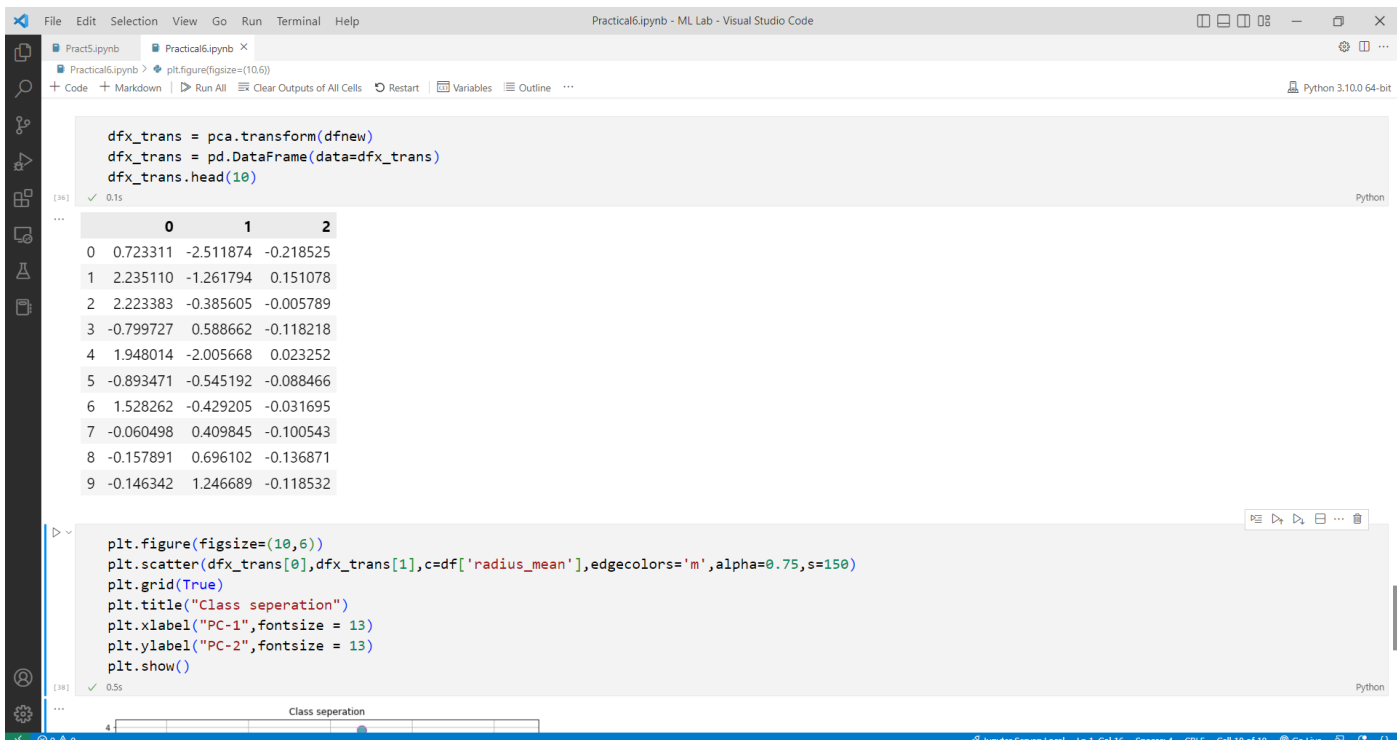 File Edit Selection View Go Run Terminal Help
Practical6.ipynb - ML Lab - Visual Studio Code
Pract5.ipynb
Practical6.ipynb
Practical6.ipynb > plt.figure(figsize=(10,6))
+ Code + Markdown | Run All Clear Outputs of All Cells Restart | Variables Outline ...
Python 3.10.0 64-bit
dfx_trans = pca.transform(dfnew)
dfx_trans = pd.DataFrame(data=dfx_trans)
dfx_trans.head(10)
[36] ✓ 0.1s Python
0 1 2
0 0.723311 -2.511874 -0.218525
1 2.235110 -1.261794 0.151078
2 2.223383 -0.385605 -0.005789
3 -0.799727 0.588662 -0.118218
4 1.948014 -2.005668 0.023252
5 -0.893471 -0.545192 -0.088466
6 1.528262 -0.429205 -0.031695
7 -0.060498 0.409845 -0.100543
8 -0.157891 0.696102 -0.136871
9 -0.146342 1.246689 -0.118532
plt.figure(figsize=(10,6))
plt.scatter(dfx_trans[0],dfx_trans[1],c=df['radius_mean'],edgecolors='m',alpha=0.75,s=150)
plt.grid(True)
plt.title("Class seperation")
plt.xlabel("PC-1",fontsize = 13)
plt.ylabel("PC-2",fontsize = 13)
plt.show()
[38] ✓ 0.5s Python
Class seperation
4